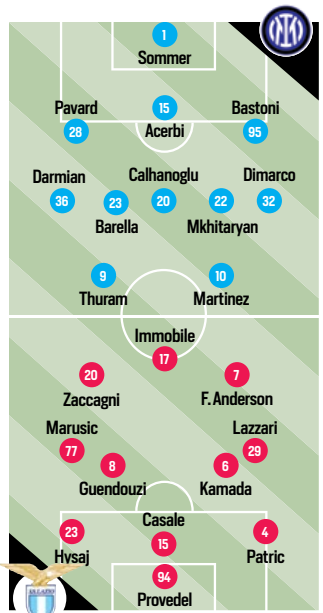 1
Sommer
Pavard
15
Bastoni
28
Acerbi
95
Darmian
Calhanoglu
Dimarco
36
23
20
22
32
Barella
Mkhitaryan
9
10
Thuram
Martinez
Immobile
17
20
7
Zaccagni
F. Anderson
Marusic
Lazzari
77
29
8
6
Guendouzi
Kamada
Casale
23
15
4
Hysaj
Patric
94
Provedel